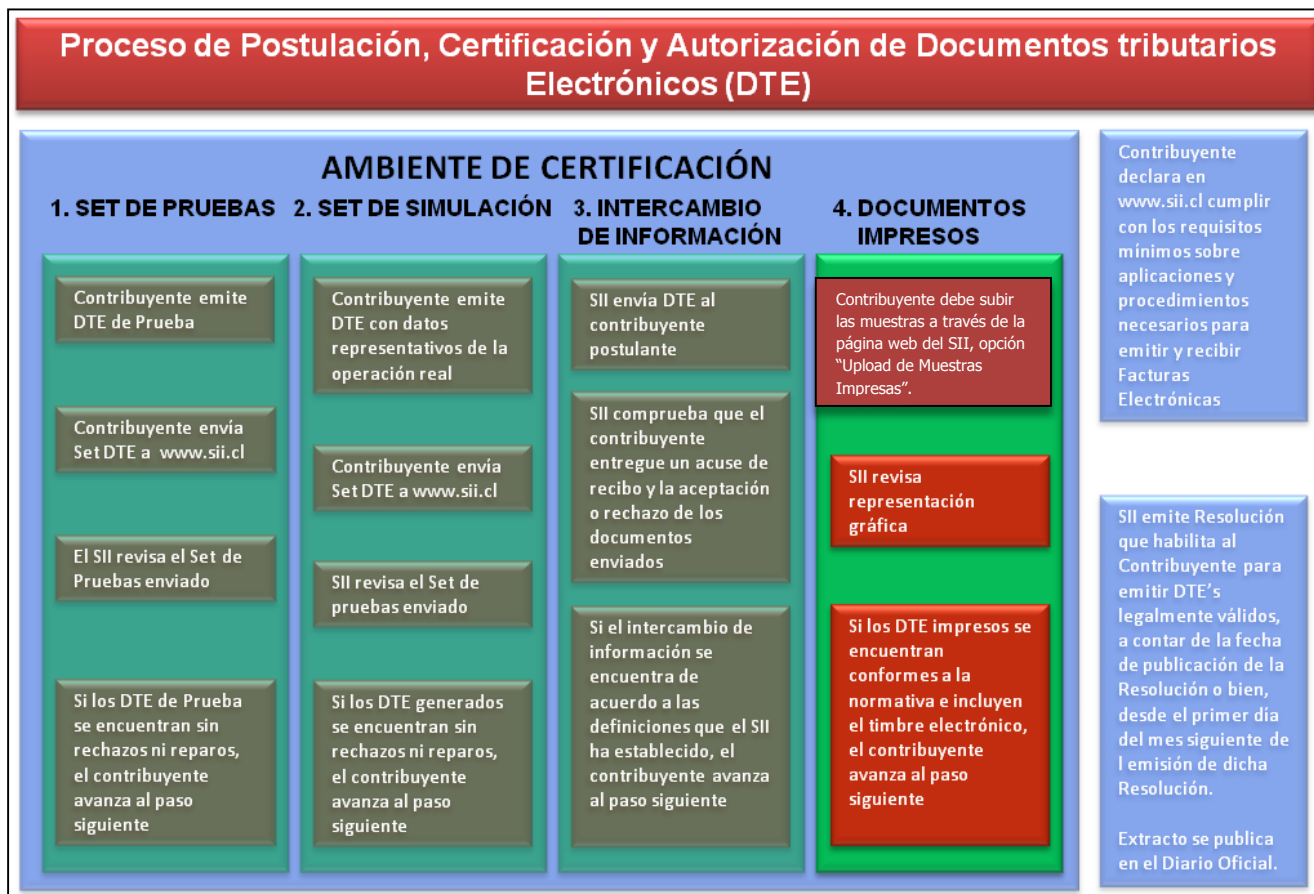 Proceso de Postulación, Certificación y Autorización de Documentos tributarios
Electrónicos (DTE)
AMBIENTE DE CERTIFICACIÓN
1. SET DE PRUEBAS
Contribuyente emite
DTE de Prueba
Contribuyente envía
Set DTE a www.sii.cl
El SII revisa el Set de
Pruebas enviado
Si los DTE de Prueba
se encuentran sin
rechazos ni reparos,
el contribuyente
avanza al paso
siguiente
2. SET DE SIMULACIÓN
Contribuyente emite
DTE con datos
representativos de la
operación real
Contribuyente envía
Set DTE a www.sii.cl
SII revisa el Set de
pruebas enviado
Si los DTE generados
se encuentran sin
rechazos ni reparos,
el contribuyente
avanza al paso
siguiente
3. INTERCAMBIO
DE INFORMACIÓN
SII envía DTE al
contribuyente
postulante
SII comprueba que el
contribuyente
entregue un acuse de
recibo y la aceptación
o rechazo de los
documentos
enviados
Si el intercambio de
información se
encuentra de
acuerdo a las
definiciones que el SII
ha establecido, el
contribuyente avanza
al paso siguiente
4. DOCUMENTOS
IMPRESOS
Contribuyente debe subir
las muestras a través de la
página web del SII, opción
“Upload de Muestras
Impresas”.
SII revisa
representación
gráfica
Si los DTE impresos se
encuentran
conformes a la
normativa e incluyen
el timbre electrónico,
el contribuyente
avanza al paso
siguiente
Contribuyente
declara en
www.sii.cl cumplir
con los requisitos
mínimos sobre
aplicaciones y
procedimientos
necesarios para
emitir y recibir
Facturas
Electrónicas
SII emite Resolución
que habilita al
Contribuyente para
emitir DTE’s
legalmente válidos,
a contar de la fecha
de publicación de la
Resolución o bien,
desde el primer día
del mes siguiente de
l emisión de dicha
Resolución.
Extracto se publica
en el Diario Oficial.